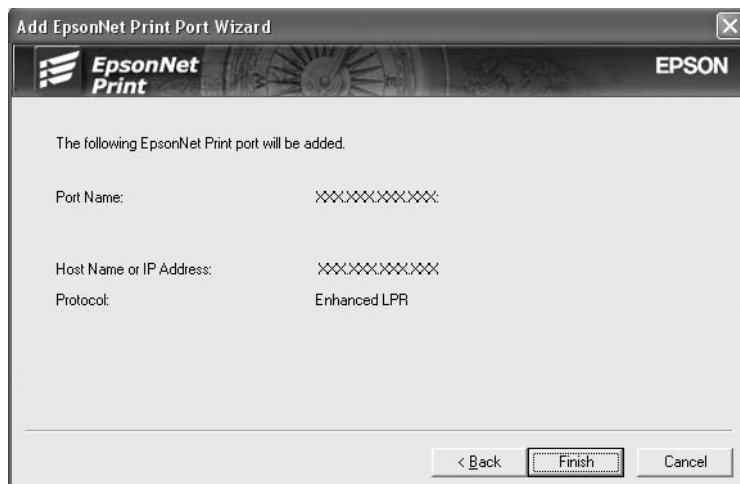 Add EpsonNet Print Port Wizard
EpsonNet
Print
EPSON
The following EpsonNet Print port will be added.
Port Name: XXX.XXX.XXX.XXX:
Host Name or IP Address: XXX.XXX.XXX.XXX
Protocol: Enhanced LPR
< Back
Finish
Cancel